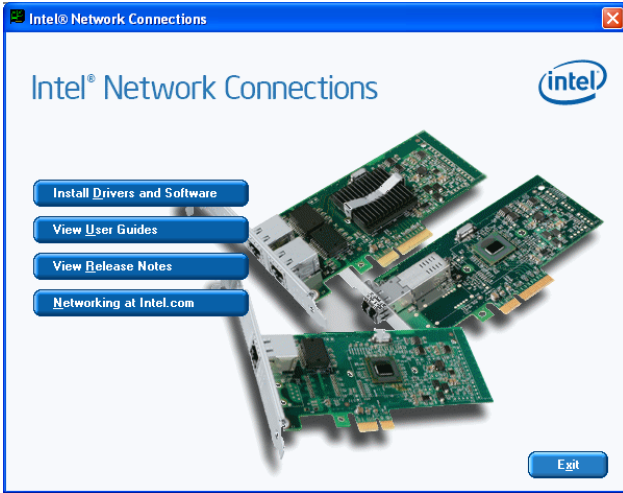 Intel® Network Connections
Intel® Network Connections
intel
Install Drivers and Software
View User Guides
View Release Notes
Networking at Intel.com
Exit